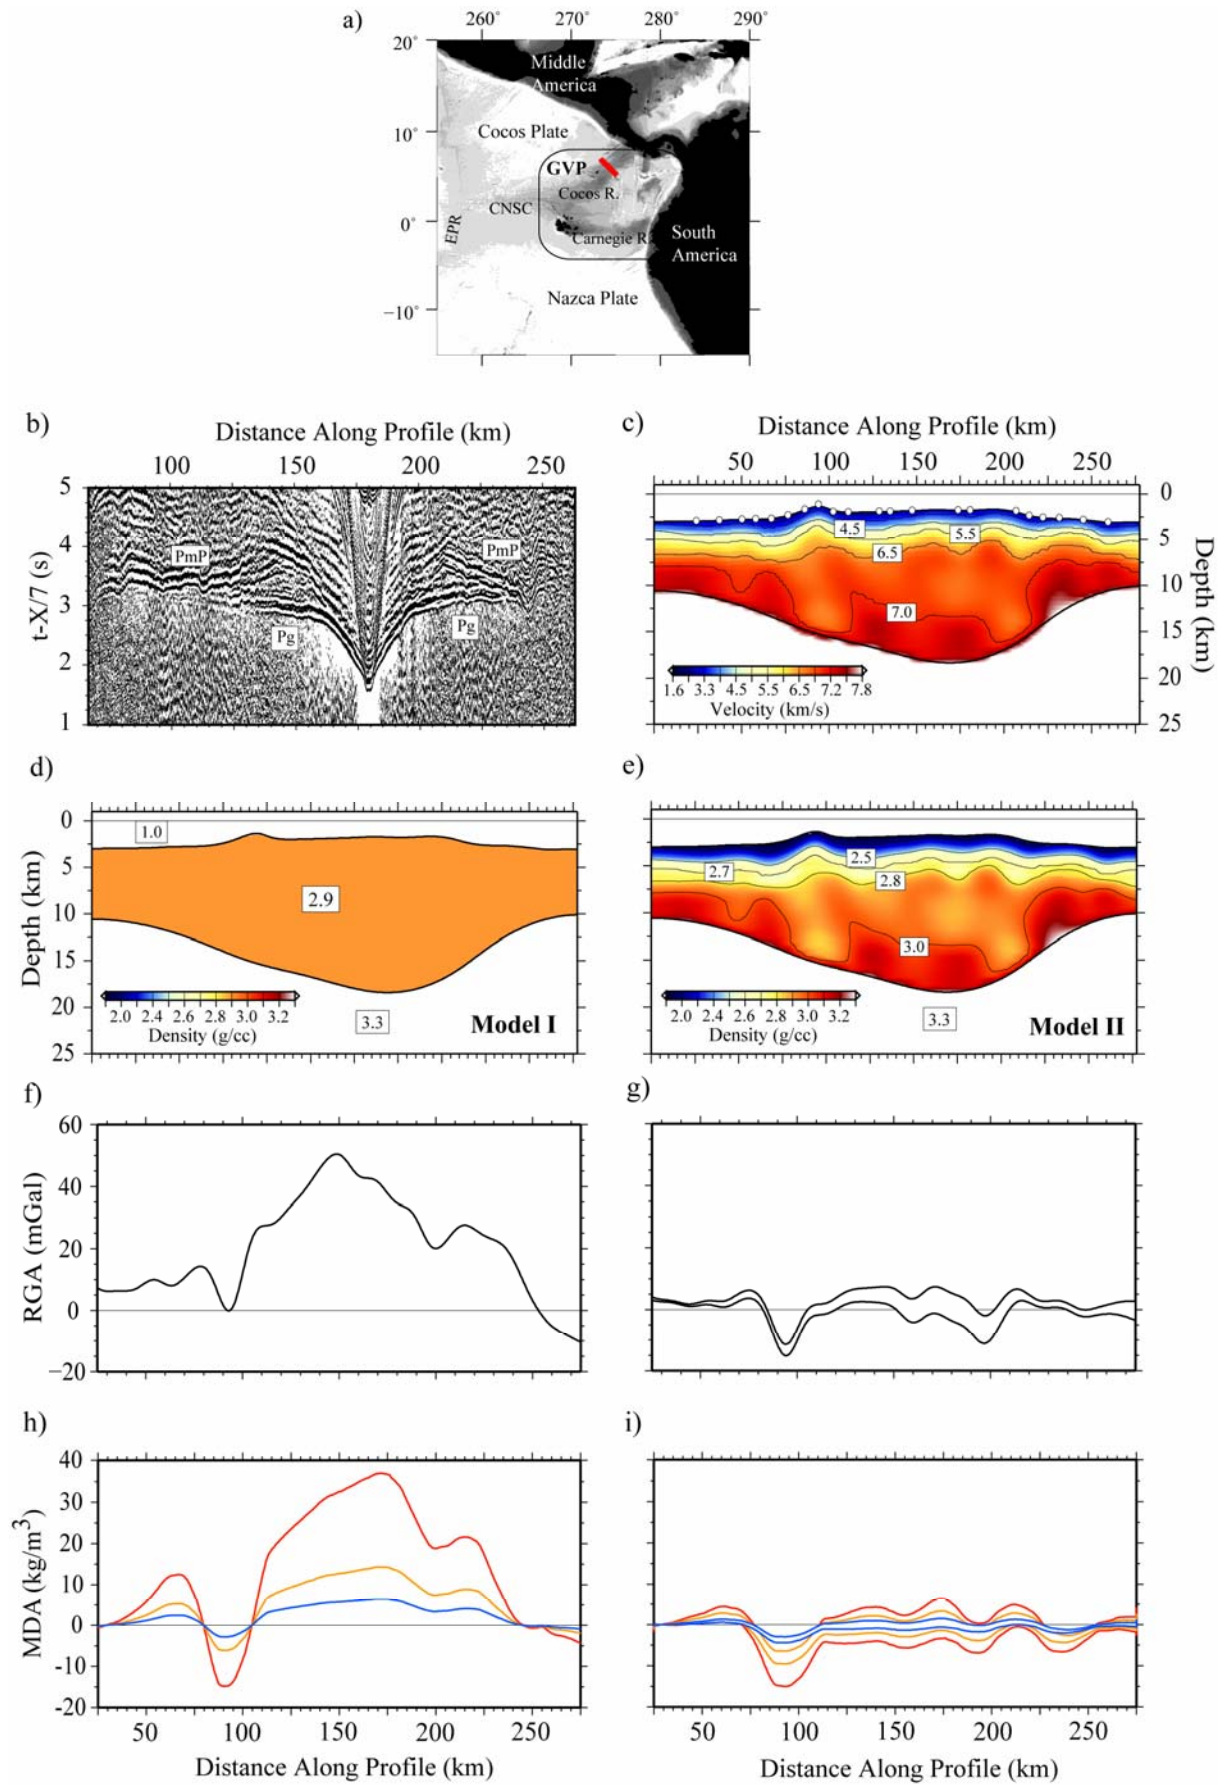 a)
260° 270° 280° 290°
20°
10°
0°
−10°
Middle
America
Cocos Plate
GVP
Cocos R.
CNSC
EPR
Carnegie R.
South
America
Nazca Plate
b)
Distance Along Profile (km)
100 150 200 250
t-X/7 (s)
5
4
3
2
1
PmP
PmP
Pg
Pg
c)
Distance Along Profile (km)
50 100 150 200 250
0
5
10
15
20
25
Depth (km)
4.5
5.5
6.5
7.0
1.6 3.3 4.5 5.5 6.5 7.2 7.8
Velocity (km/s)
d)
Depth (km)
0
5
10
15
20
25
1.0
2.9
3.3
2.0 2.4 2.6 2.8 3.0 3.2
Density (g/cc)
Model I
e)
2.5
2.7
2.8
3.0
3.3
2.0 2.4 2.6 2.8 3.0 3.2
Density (g/cc)
Model II
f)
RGA (mGal)
60
40
20
0
−20
g)
h)
MDA (kg/m³)
40
30
20
10
0
-10
-20
50 100 150 200 250
Distance Along Profile (km)
i)
50 100 150 200 250
Distance Along Profile (km)